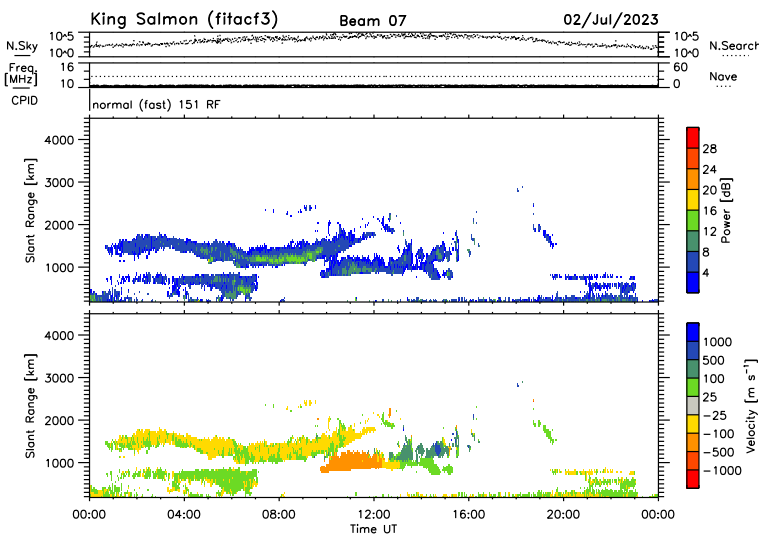 King Salmon (fitacf3) Beam 07 02/Jul/2023
N.Sky 10^5 10^0 10^5 10^0 N.Search
Freq [MHz] 16 10 60 0 Nave
CPID normal (fast) 151 RF
Slant Range [km] 4000 3000 2000 1000
28 24 20 16 12 8 4 Power [dB]
Slant Range [km] 4000 3000 2000 1000
1000 500 100 25 −25 −100 −500 −1000 Velocity [m s⁻¹]
00:00 04:00 08:00 12:00 16:00 20:00 00:00
Time UT